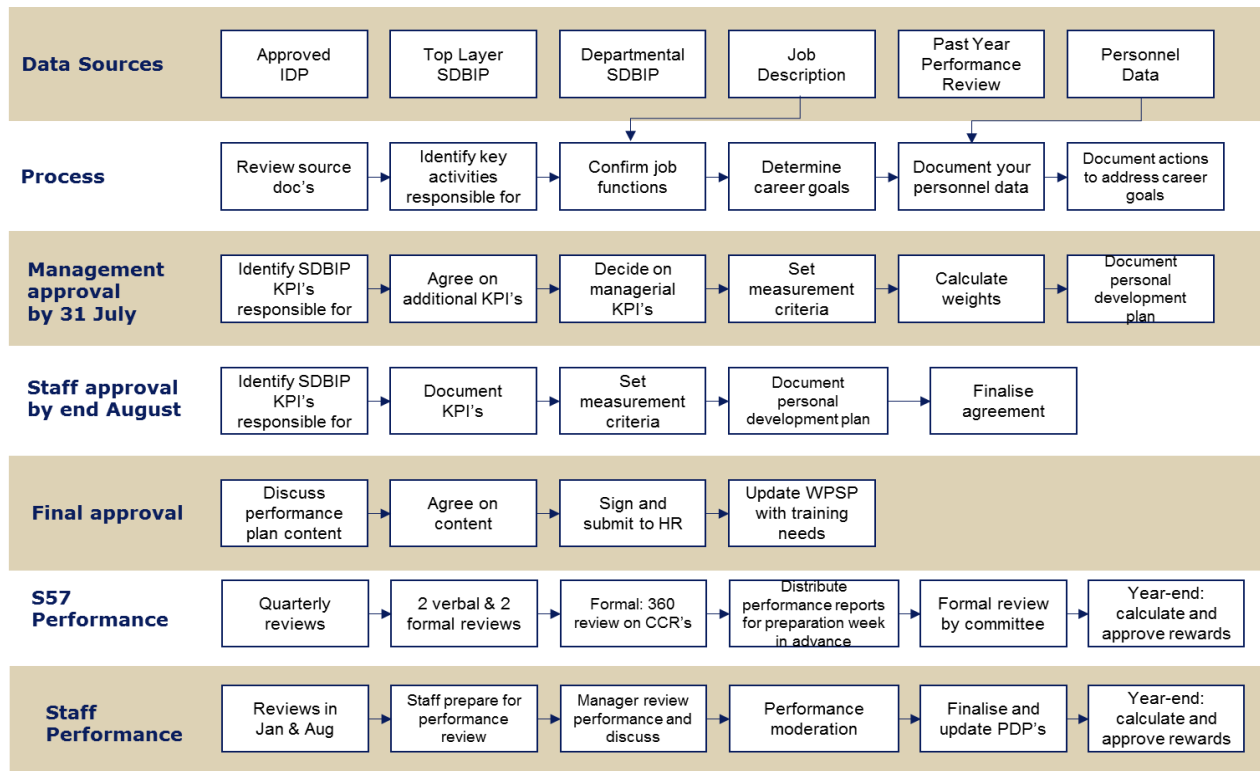 Data Sources
Approved
IDP
Top Layer
SDBIP
Departmental
SDBIP
Job
Description
Past Year
Performance
Review
Personnel
Data
Process
Review source
doc's
Identify key
activities
responsible for
Confirm job
functions
Determine
career goals
Document your
personnel data
Document actions
to address career
goals
Management
approval
by 31 July
Identify SDBIP
KPI's
responsible for
Agree on
additional KPI's
Decide on
managerial
KPI's
Set
measurement
criteria
Calculate
weights
Document
personal
development
plan
Staff approval
by end August
Identify SDBIP
KPI's
responsible for
Document
KPI's
Set
measurement
criteria
Document
personal
development plan
Finalise
agreement
Final approval
Discuss
performance
plan content
Agree on
content
Sign and
submit to HR
Update WPSP
with training
needs
S57
Performance
Quarterly
reviews
2 verbal & 2
formal reviews
Formal: 360
review on CCR's
Distribute
performance reports
for preparation week
in advance
Formal review
by committee
Year-end:
calculate and
approve rewards
Staff
Performance
Reviews in
Jan & Aug
Staff prepare for
performance
review
Manager review
performance and
discuss
Performance
moderation
Finalise and
update PDP's
Year-end:
calculate and
approve rewards